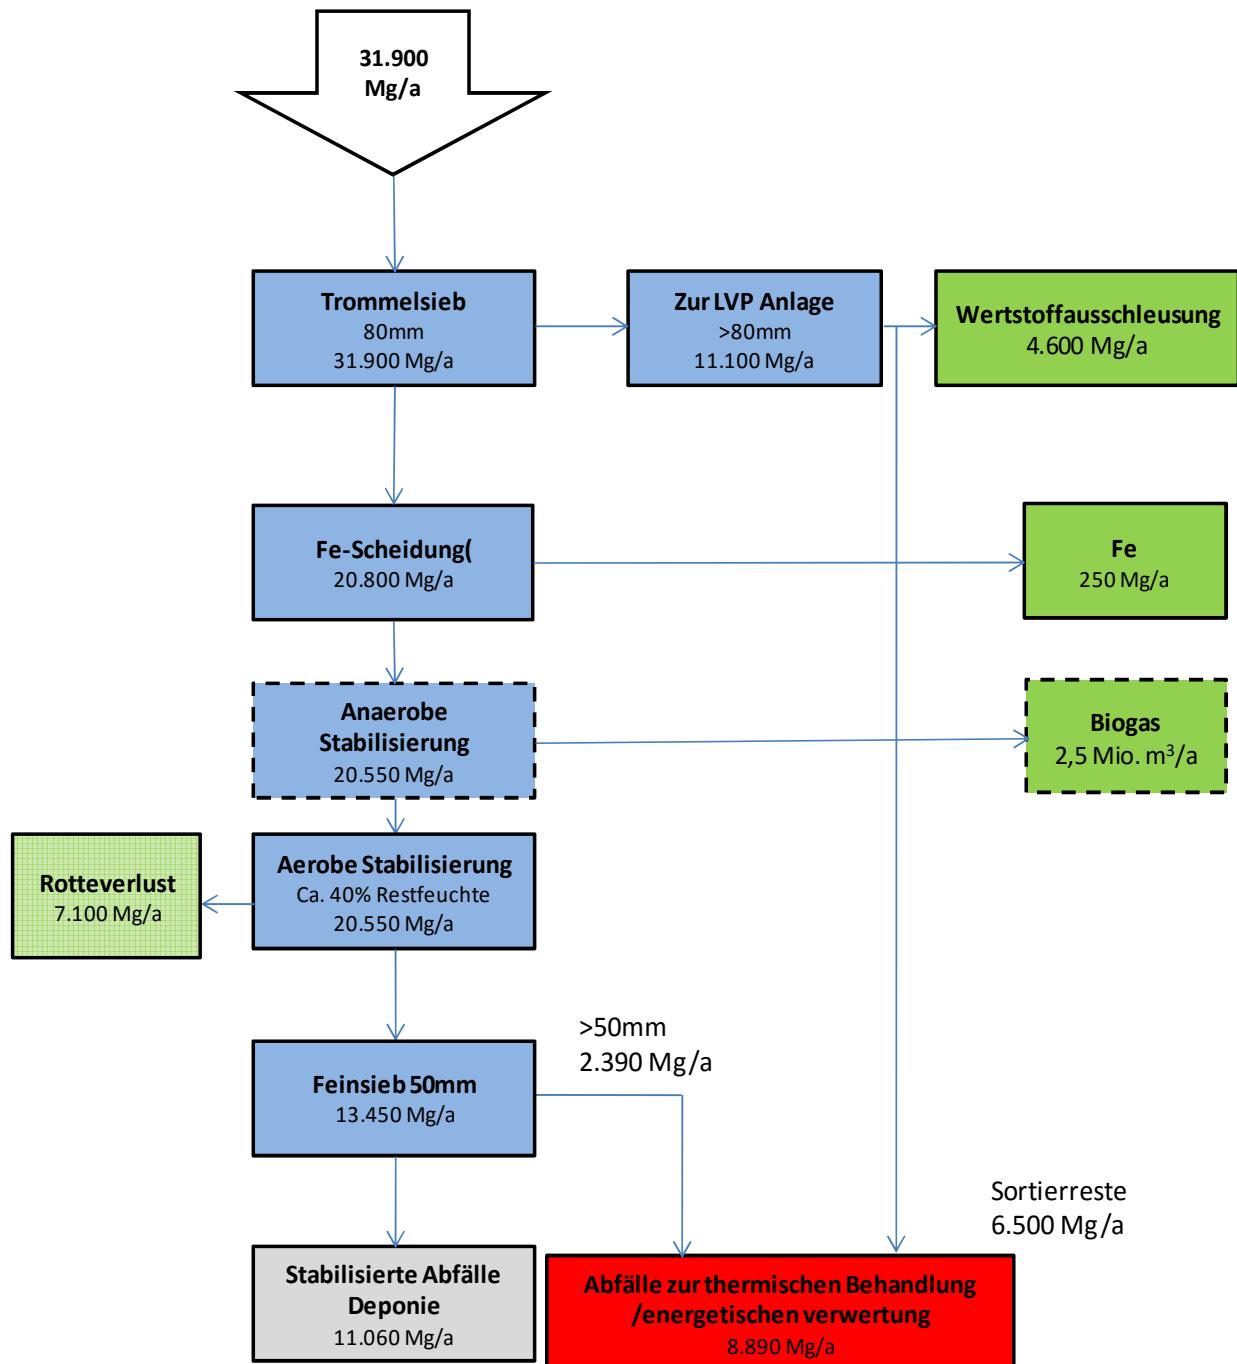 31.900
Mg/a
Trommelsieb
80mm
31.900 Mg/a
Zur LVP Anlage
>80mm
11.100 Mg/a
Wertstoffausschleusung
4.600 Mg/a
Fe-Scheidung(
20.800 Mg/a
Fe
250 Mg/a
Anaerobe
Stabilisierung
20.550 Mg/a
Biogas
2,5 Mio. m³/a
Rotteverlust
7.100 Mg/a
Aerobe Stabilisierung
Ca. 40% Restfeuchte
20.550 Mg/a
>50mm
2.390 Mg/a
Feinsieb 50mm
13.450 Mg/a
Sortierreste
6.500 Mg/a
Stabilisierte Abfälle
Deponie
11.060 Mg/a
Abfälle zur thermischen Behandlung
/energetischen verwertung
8.890 Mg/a